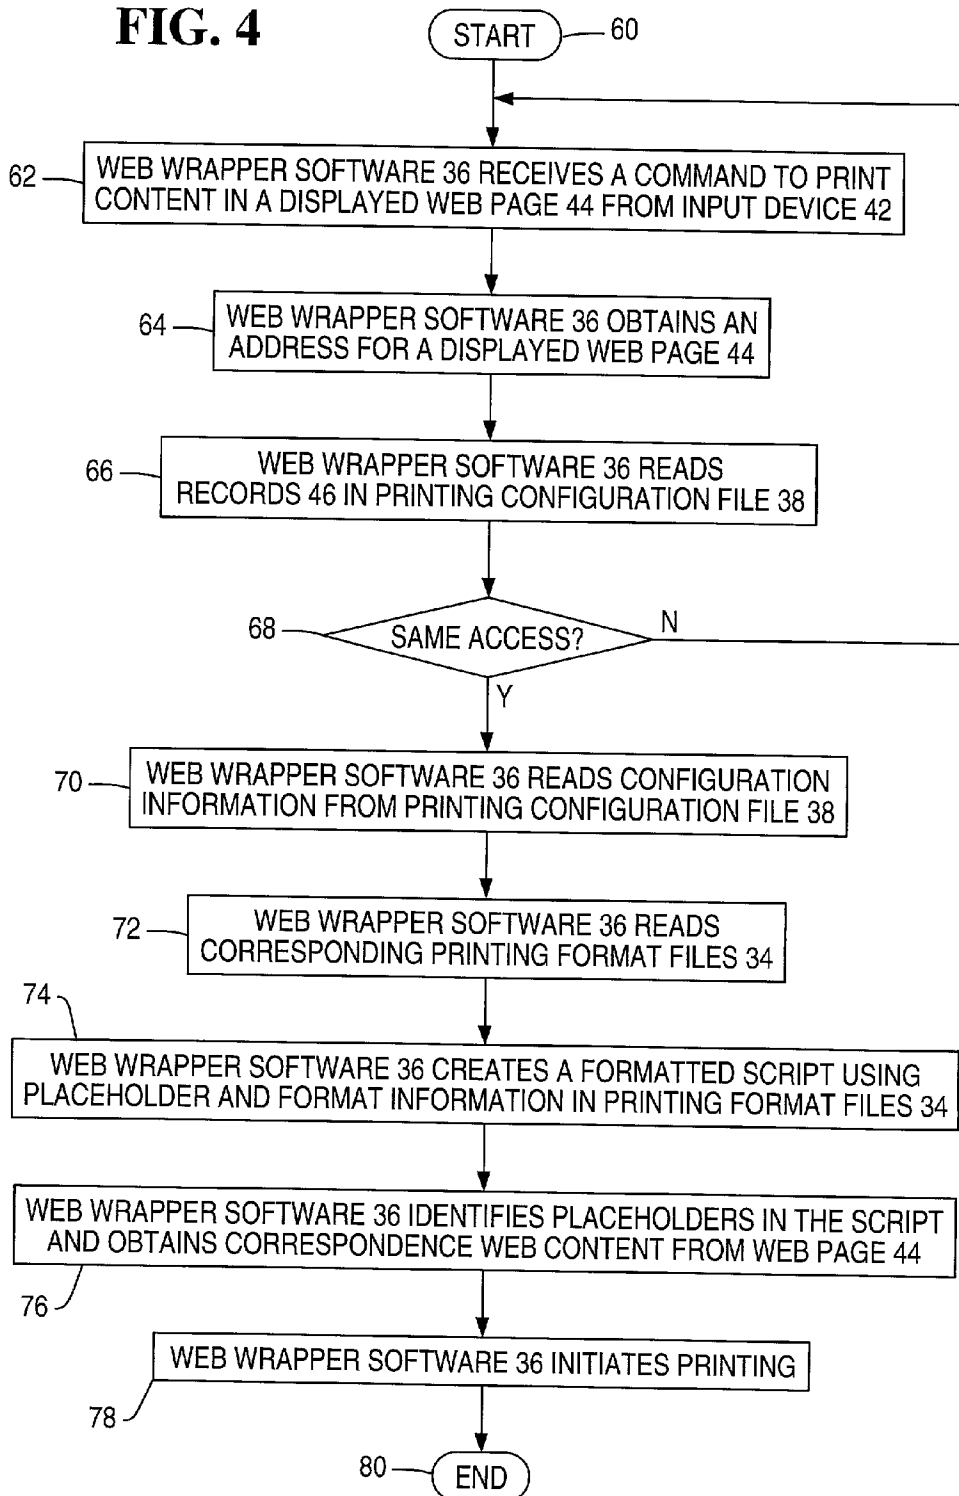 FIG. 4
START
60
62
WEB WRAPPER SOFTWARE 36 RECEIVES A COMMAND TO PRINT
CONTENT IN A DISPLAYED WEB PAGE 44 FROM INPUT DEVICE 42
64
WEB WRAPPER SOFTWARE 36 OBTAINS AN
ADDRESS FOR A DISPLAYED WEB PAGE 44
66
WEB WRAPPER SOFTWARE 36 READS
RECORDS 46 IN PRINTING CONFIGURATION FILE 38
68
SAME ACCESS?
N
Y
70
WEB WRAPPER SOFTWARE 36 READS CONFIGURATION
INFORMATION FROM PRINTING CONFIGURATION FILE 38
72
WEB WRAPPER SOFTWARE 36 READS
CORRESPONDING PRINTING FORMAT FILES 34
74
WEB WRAPPER SOFTWARE 36 CREATES A FORMATTED SCRIPT USING
PLACEHOLDER AND FORMAT INFORMATION IN PRINTING FORMAT FILES 34
WEB WRAPPER SOFTWARE 36 IDENTIFIES PLACEHOLDERS IN THE SCRIPT
AND OBTAINS CORRESPONDENCE WEB CONTENT FROM WEB PAGE 44
76
WEB WRAPPER SOFTWARE 36 INITIATES PRINTING
78
80
END